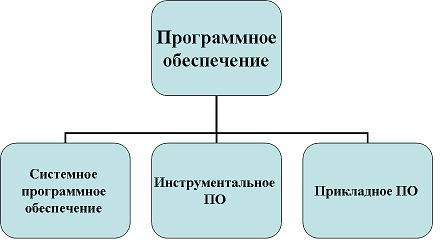 Программное
обеспечение
Системное
программное
обеспечение
Инструментальное
ПО
Прикладное ПО